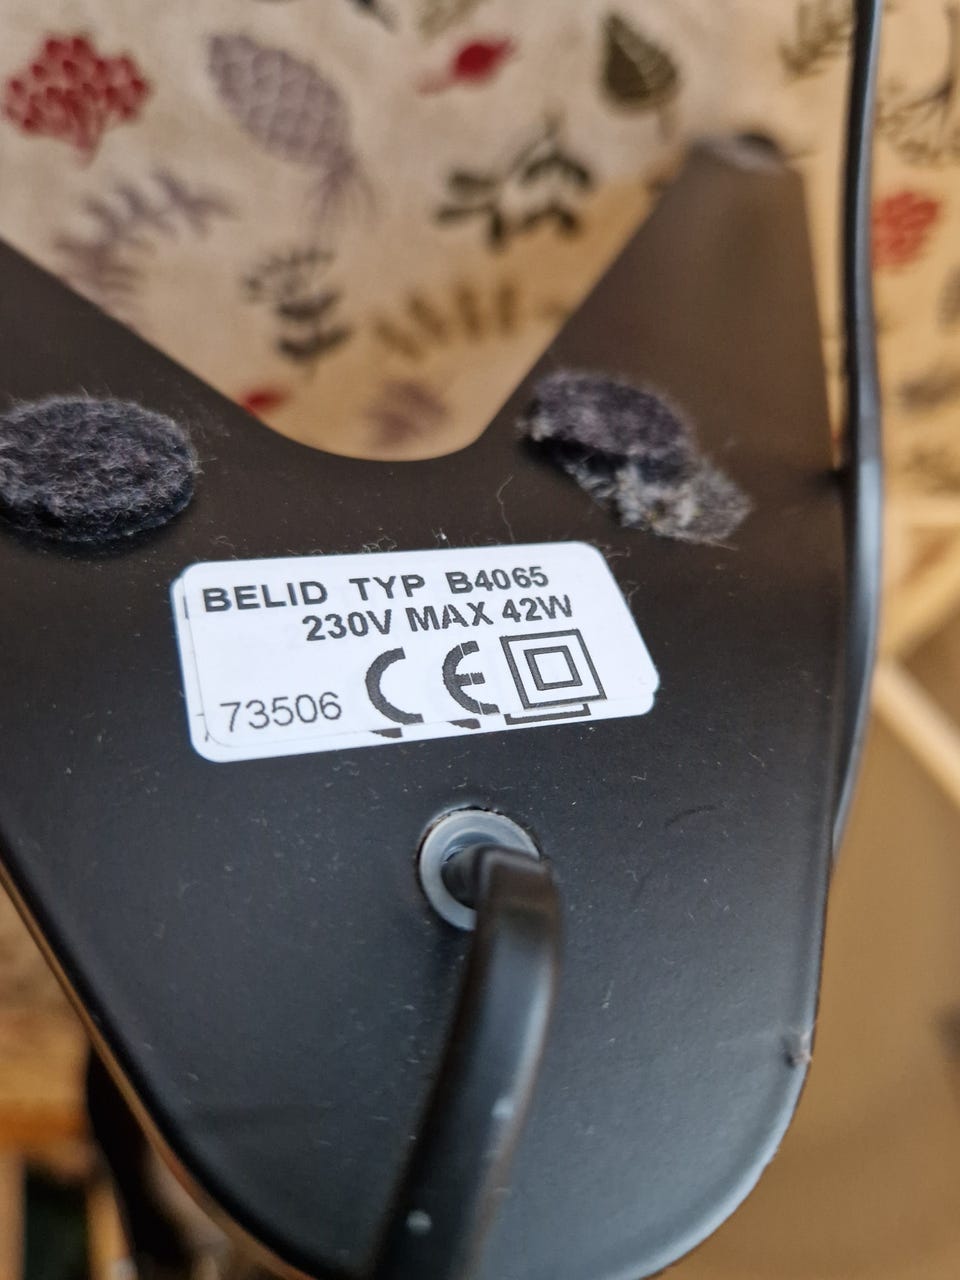 BELID TYP B4065
230V MAX 42W
73506 CE